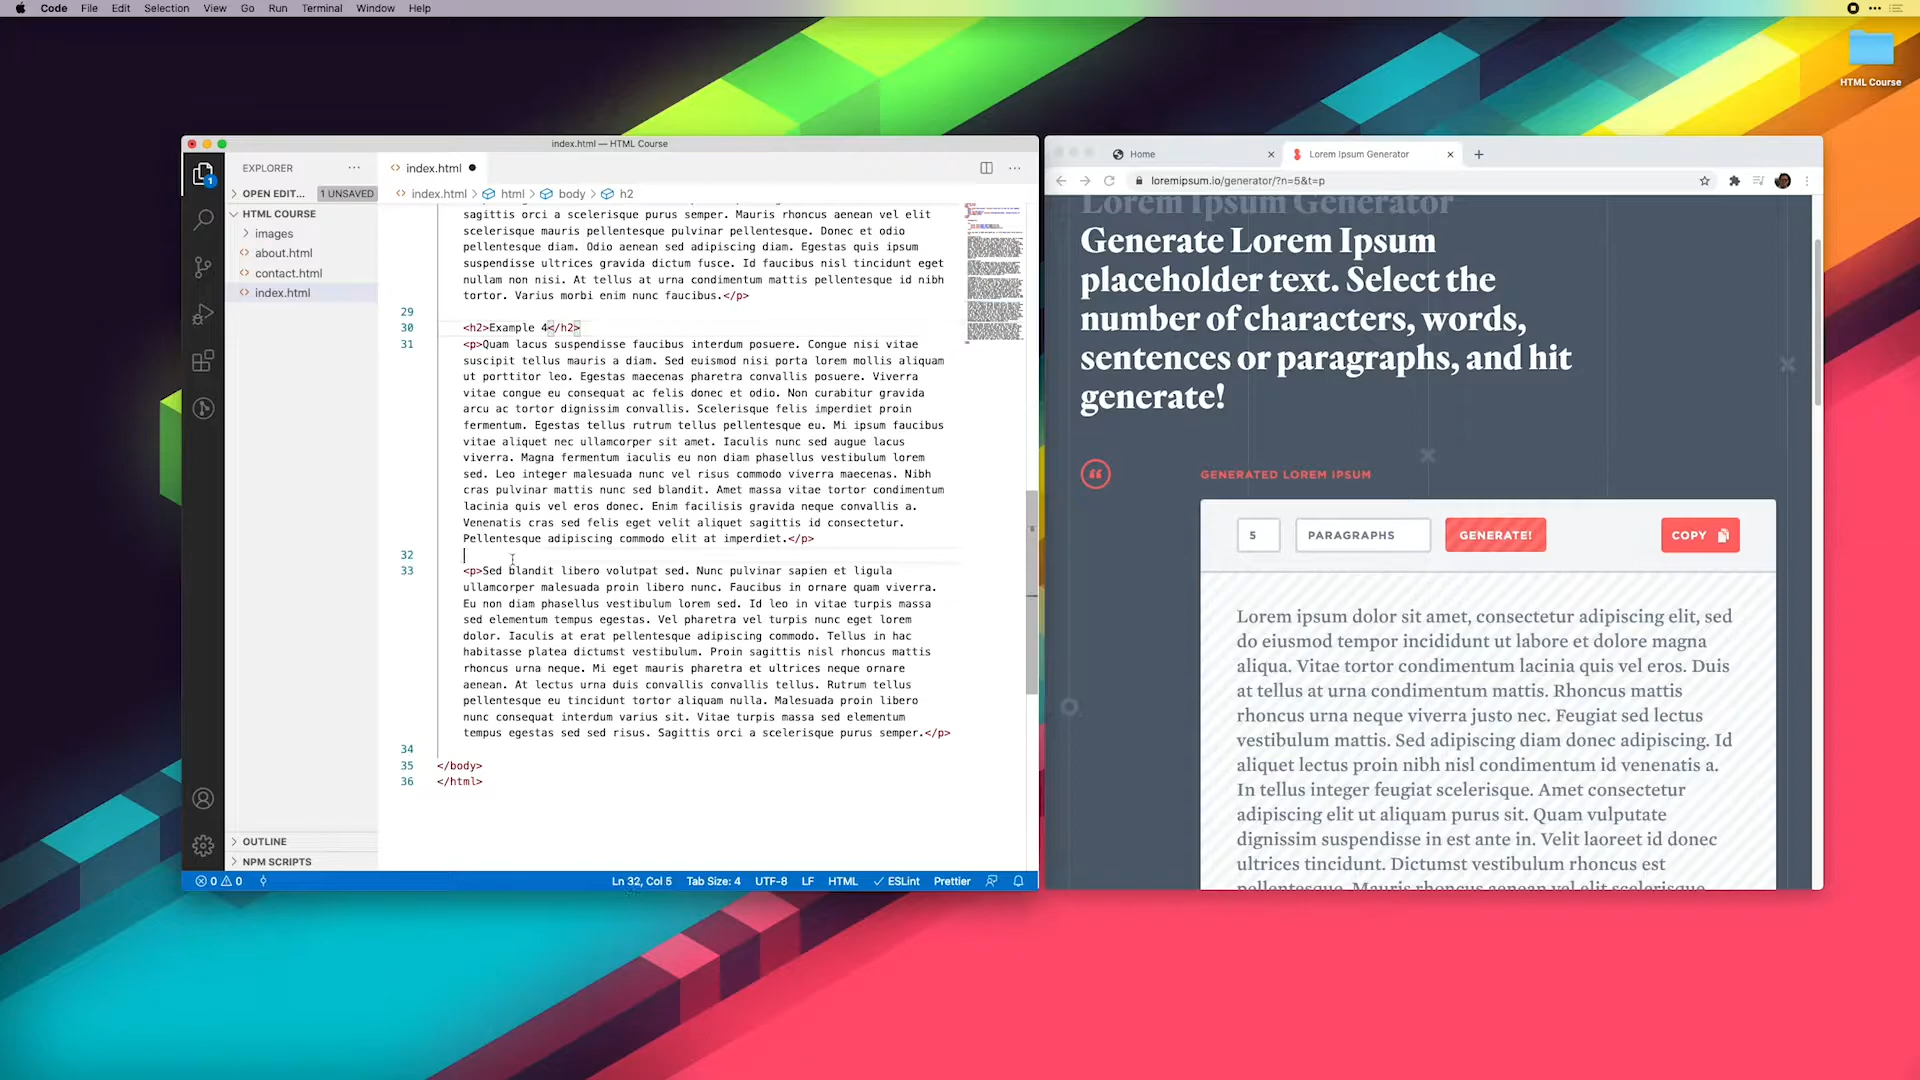 Code File Edit Selection View Go Run Terminal Window Help
HTML Course
index.html — HTML Course
EXPLORER
index.html
OPEN EDIT... 1 UNSAVED
HTML COURSE
images
about.html
contact.html
index.html
OUTLINE
NPM SCRIPTS
1
index.html > html > body > h2
sagittis orci a scelerisque purus semper. Mauris rhoncus aenean vel elit
scelerisque mauris pellentesque pulvinar pellentesque. Donec et odio
pellentesque diam. Odio aenean sed adipiscing diam. Egestas quis ipsum
suspendisse ultrices gravida dictum fusce. Id faucibus nisl tincidunt eget
nullam non nisi. At tellus at urna condimentum mattis pellentesque id nibh
tortor. Varius morbi enim nunc faucibus.</p>
29
30 <h2>Example 4</h2>
31 <p>Quam lacus suspendisse faucibus interdum posuere. Congue nisi vitae
suscipit tellus mauris a diam. Sed euismod nisi porta lorem mollis aliquam
ut porttitor leo. Egestas maecenas pharetra convallis posuere. Viverra
vitae congue eu consequat ac felis donec et odio. Non curabitur gravida
arcu ac tortor dignissim convallis. Scelerisque felis imperdiet proin
fermentum. Egestas tellus rutrum tellus pellentesque eu. Mi ipsum faucibus
vitae aliquet nec ullamcorper sit amet. Iaculis nunc sed augue lacus
viverra. Magna fermentum iaculis eu non diam phasellus vestibulum lorem
sed. Leo integer malesuada nunc vel risus commodo viverra maecenas. Nibh
cras pulvinar mattis nunc sed blandit. Amet massa vitae tortor condimentum
lacinia quis vel eros donec. Enim facilisis gravida neque convallis a.
Venenatis cras sed felis eget velit aliquet sagittis id consectetur.
Pellentesque adipiscing commodo elit at imperdiet.</p>
32
33 <p>Sed blandit libero volutpat sed. Nunc pulvinar sapien et ligula
ullamcorper malesuada proin libero nunc. Faucibus in ornare quam viverra.
Eu non diam phasellus vestibulum lorem sed. Id leo in vitae turpis massa
sed elementum tempus egestas. Vel pharetra vel turpis nunc eget lorem
dolor. Iaculis at erat pellentesque adipiscing commodo. Tellus in hac
habitasse platea dictumst vestibulum. Proin sagittis nisl rhoncus mattis
rhoncus urna neque. Mi eget mauris pharetra et ultrices neque ornare
aenean. At lectus urna duis convallis convallis tellus. Rutrum tellus
pellentesque eu tincidunt tortor aliquam nulla. Malesuada proin libero
nunc consequat interdum varius sit. Vitae turpis massa sed elementum
tempus egestas sed sed risus. Sagittis orci a scelerisque purus semper.</p>
34
35 </body>
36 </html>
0 0 Ln 32, Col 5 Tab Size: 4 UTF-8 LF HTML ESLint Prettier
Home
Lorem Ipsum Generator
loremipsum.io/generator/?n=5&t=p
Lorem Ipsum Generator
Generate Lorem Ipsum
placeholder text. Select the
number of characters, words,
sentences or paragraphs, and hit
generate!
GENERATED LOREM IPSUM
5 PARAGRAPHS GENERATE! COPY
Lorem ipsum dolor sit amet, consectetur adipiscing elit, sed
do eiusmod tempor incididunt ut labore et dolore magna
aliqua. Vitae tortor condimentum lacinia quis vel eros. Duis
at tellus at urna condimentum mattis. Rhoncus mattis
rhoncus urna neque viverra justo nec. Feugiat sed lectus
vestibulum mattis. Sed adipiscing diam donec adipiscing. Id
aliquet lectus proin nibh nisl condimentum id venenatis a.
In tellus integer feugiat scelerisque. Amet consectetur
adipiscing elit ut aliquam purus sit. Quam vulputate
dignissim suspendisse in est ante in. Velit laoreet id donec
ultrices tincidunt. Dictumst vestibulum rhoncus est
pellentesque. Mauris rhoncus aenean vel elit scelerisque